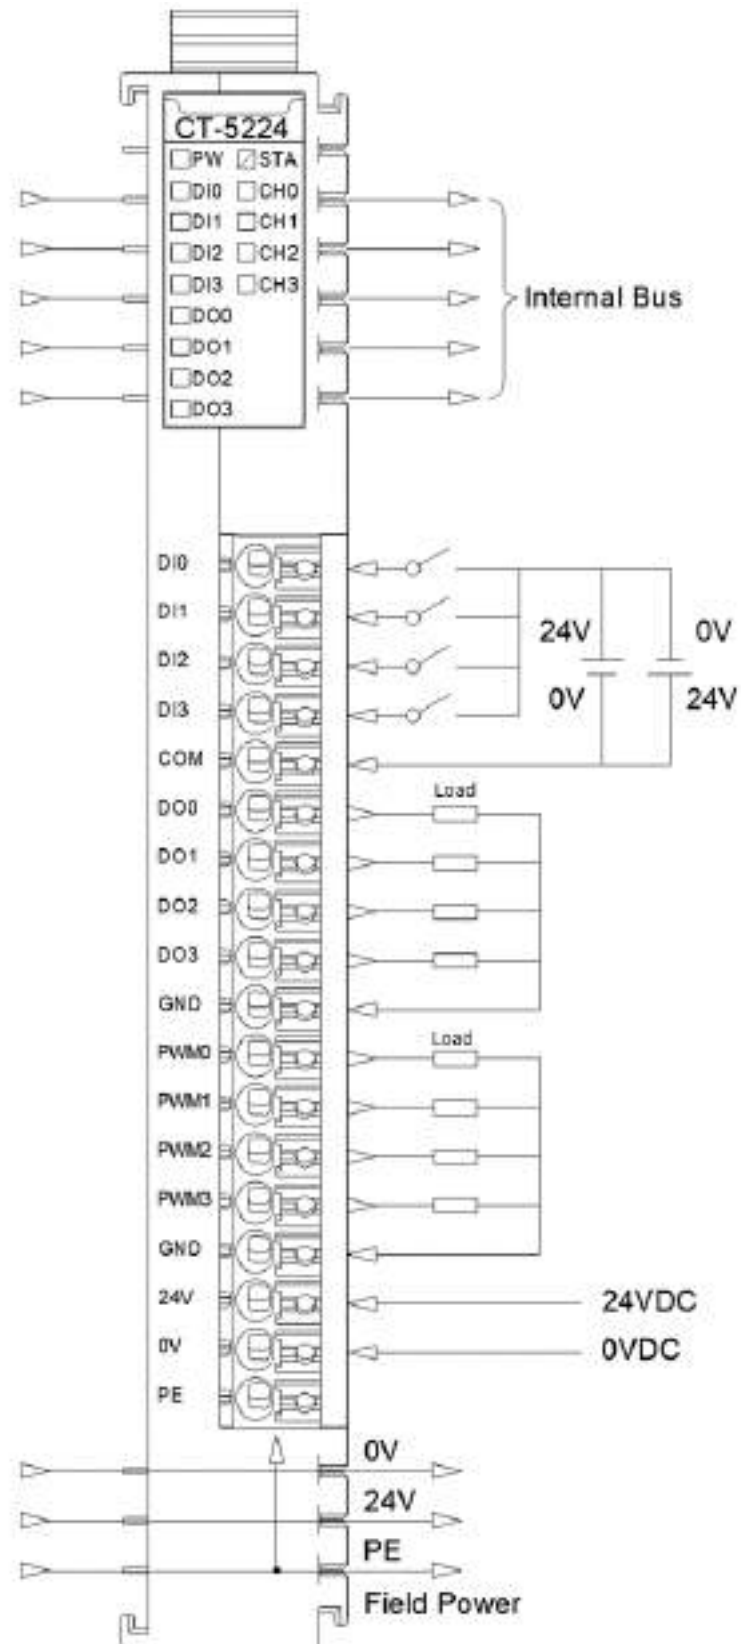 CT-5224
PW STA
DI0 CH0
DI1 CH1
DI2 CH2
DI3 CH3
DO0
DO1
DO2
DO3
Internal Bus
DI0
DI1
DI2
DI3
COM
24V 0V
0V 24V
DO0
DO1
DO2
DO3
GND
Load
PWM0
PWM1
PWM2
PWM3
GND
Load
24V 24VDC
0V 0VDC
PE
0V
24V
PE
Field Power